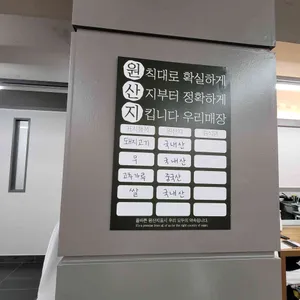 원 칙대로 확실하게
산 지부터 정확하게
지 킵니다 우리매장
돼지고기 국내산
무 국내산
고추가루 중국산
쌀 국내산